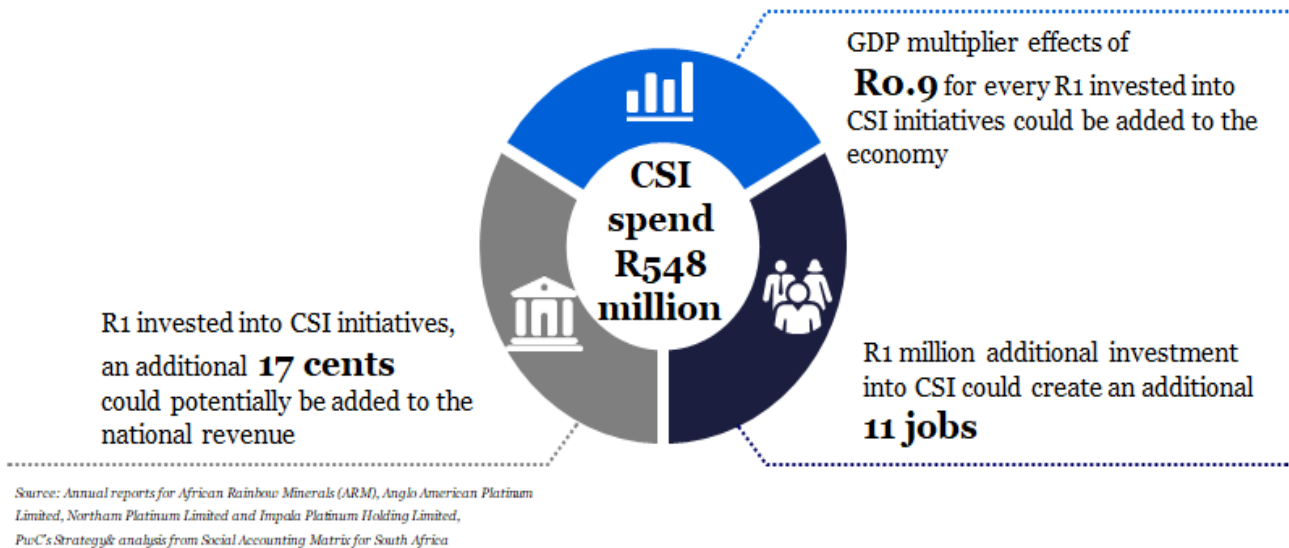 GDP multiplier effects of
R0.9 for every R1 invested into
CSI initiatives could be added to the
economy
CSI
spend
R548
million
R1 invested into CSI initiatives,
an additional 17 cents
could potentially be added to the
national revenue
R1 million additional investment
into CSI could create an additional
11 jobs
Source: Annual reports for African Rainbow Minerals (ARM), Anglo American Platinum
Limited, Northam Platinum Limited and Impala Platinum Holding Limited,
PwC's Strategy& analysis from Social Accounting Matrix for South Africa